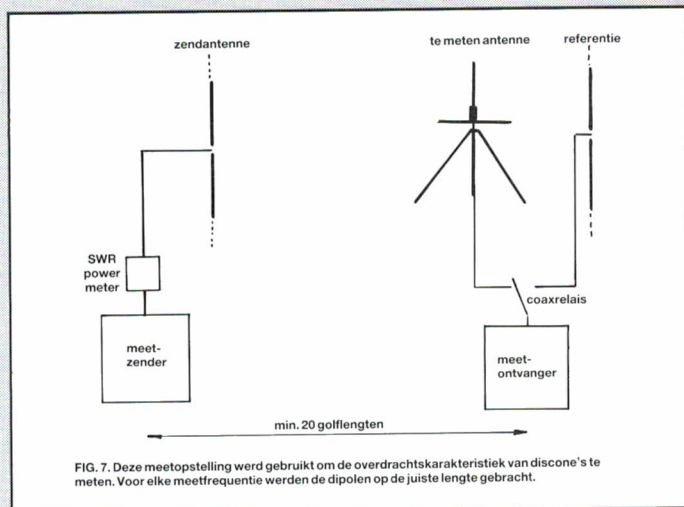 zendantenne
te meten antenne
referentie
SWR
power
meter
meet-
zender
coaxrelais
meet-
ontvanger
min. 20 golflengten
FIG. 7. Deze meetopstelling werd gebruikt om de overdrachtskarakteristiek van discone's te
meten. Voor elke meetfrequentie werden de dipolen op de juiste lengte gebracht.